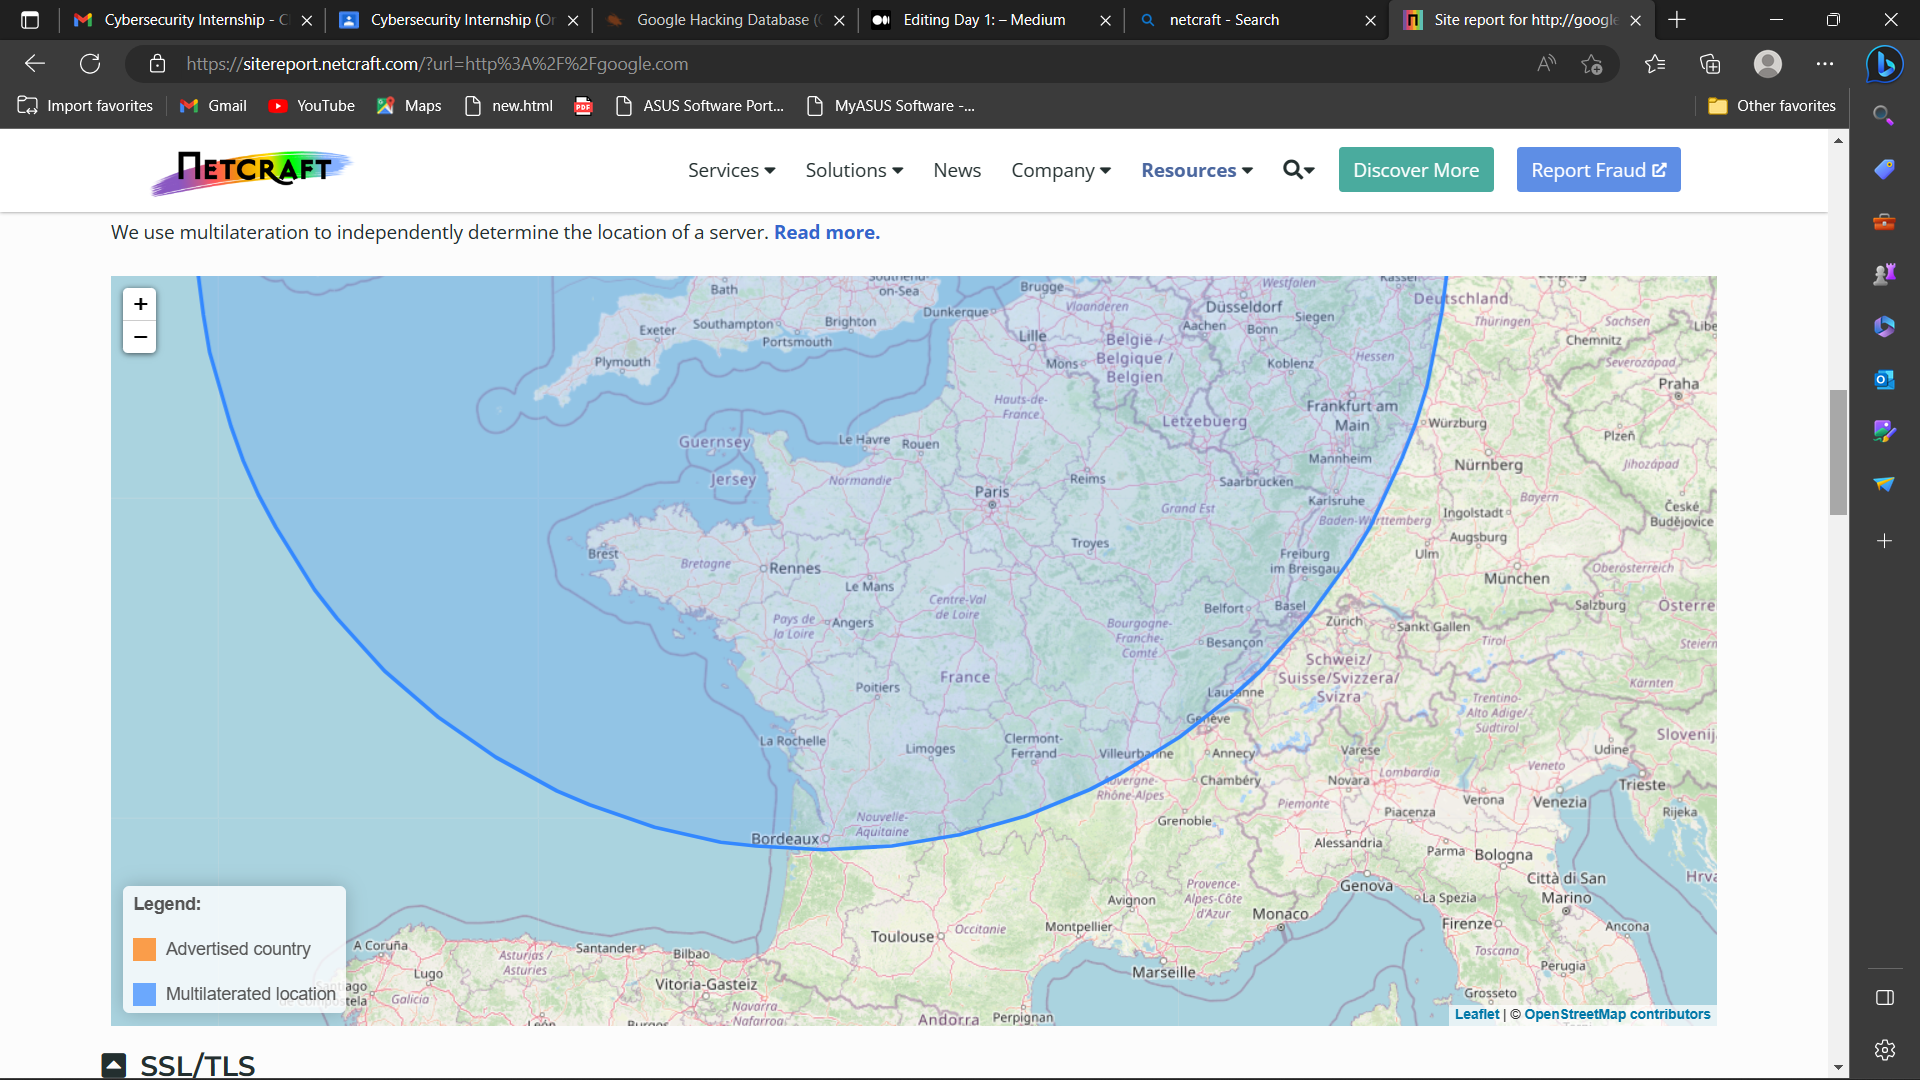 Cybersecurity Internship - C
Cybersecurity Internship (Or
Google Hacking Database (
Editing Day 1: – Medium
netcraft - Search
Site report for http://google
https://sitereport.netcraft.com/?url=http%3A%2F%2Fgoogle.com
Import favorites
Gmail
YouTube
Maps
new.html
PDF
ASUS Software Port...
MyASUS Software -...
Other favorites
NETCRAFT
Services
Solutions
News
Company
Resources
Discover More
Report Fraud
We use multilateration to independently determine the location of a server. Read more.
+
−
Bath
on-Sea
Brugge
Westfalen
Kassel
Vlaanderen
Düsseldorf
Deutschland
Exeter
Southampton
Brighton
Dunkerque
Aachen
Bonn
Siegen
Thüringen
Sachsen
Libe
Portsmouth
Lille
België /
Belgique /
Belgien
Chemnitz
Plymouth
Mons
Koblenz
Hessen
Severozápad
Praha
Hauts-de-
France
Frankfurt am
Main
Lëtzebuerg
Würzburg
Plzeň
Guernsey
Le Havre
Rouen
Mannheim
Nürnberg
Jihozápad
Jersey
Normandie
Reims
Saarbrücken
Paris
Karlsruhe
Bayern
Grand Est
Baden-Württemberg
Ingolstadt
České
Budějovice
Augsburg
Brest
Troyes
Freiburg
im Breisgau
Ulm
Bretagne
Rennes
München
Oberösterreich
Le Mans
Centre-Val
de Loire
Belfort
Basel
Salzburg
Österre
Pays de
la Loire
Angers
Bourgogne-
Franche-
Comté
Besançon
Zürich
Sankt Gallen
Tirol
Steierm
Schweiz/
Suisse/Svizzera/
Svizra
France
Poitiers
Lausanne
Trentino-
Alto Adige/
Südtirol
Kärnten
Genève
La Rochelle
Limoges
Clermont-
Ferrand
Villeurbanne
Annecy
Varese
Udine
Slovenij
Auvergne-
Rhône-Alpes
Chambéry
Novara
Lombardia
Veneto
Trieste
Piemonte
Verona
Venezia
Nouvelle-
Aquitaine
Grenoble
Piacenza
Rijeka
Bordeaux
Alessandria
Parma
Bologna
Genova
Città di San
Marino
Hrva
Provence-
Alpes-Côte
d'Azur
Avignon
La Spezia
Monaco
Firenze
Ancona
Toulouse
Occitanie
Montpellier
Toscana
Perugia
A Coruña
Santander
Bilbao
Asturias /
Asturies
Marseille
Lugo
Vitoria-Gasteiz
Grosseto
Galicia
Navarra
- Nafarroa
Andorra
Perpignan
León
Burgos
Legend:
Advertised country
Multilaterated location
Leaflet | © OpenStreetMap contributors
SSL/TLS